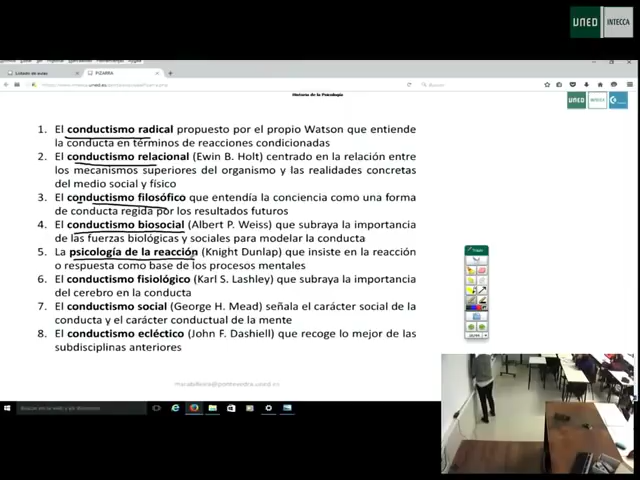 UNED
INTECCA
Listado de aulas
PIZARRA
Buscar
Historia de la Psicología
UNED
1. El conductismo radical propuesto por el propio Watson que entiende
la conducta en términos de reacciones condicionadas
2. El conductismo relacional (Ewin B. Holt) centrado en la relación entre
los mecanismos superiores del organismo y las realidades concretas
del medio social y físico
3. El conductismo filosófico que entendía la conciencia como una forma
de conducta regida por los resultados futuros
4. El conductismo biosocial (Albert P. Weiss) que subraya la importancia
de las fuerzas biológicas y sociales para modelar la conducta
5. La psicología de la reacción (Knight Dunlap) que insiste en la reacción
o respuesta como base de los procesos mentales
6. El conductismo fisiológico (Karl S. Lashley) que subraya la importancia
del cerebro en la conducta
7. El conductismo social (George H. Mead) señala el carácter social de la
conducta y el carácter conductual de la mente
8. El conductismo ecléctico (John F. Dashiell) que recoge lo mejor de las
subdisciplinas anteriores
Buscar en la web y en Windows